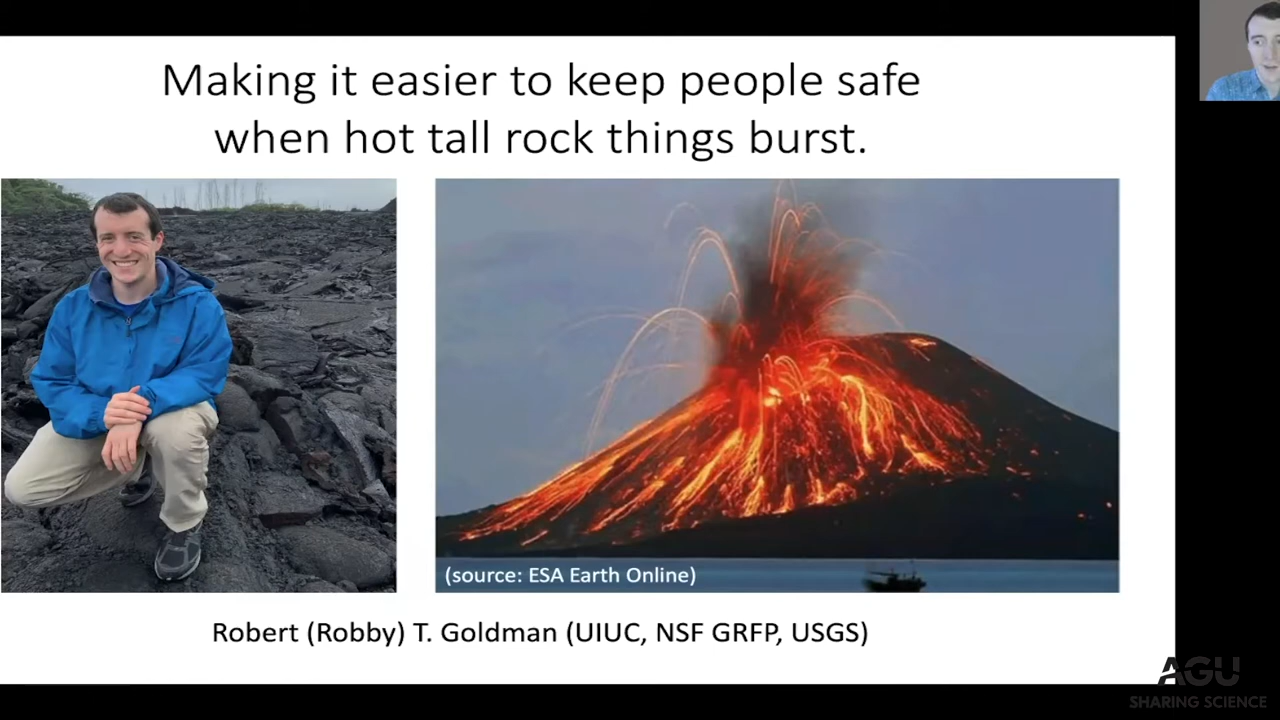 Making it easier to keep people safe
when hot tall rock things burst.
(source: ESA Earth Online)
Robert (Robby) T. Goldman (UIUC, NSF GRFP, USGS)
AGU
SHARING SCIENCE